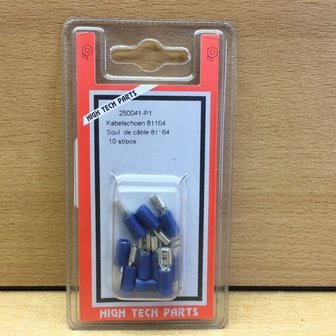 HIGH TECH PARTS
250041-P1
Kabelschoen 81164
Soul de câble 81164
10 st/pcs
HIGH TECH PARTS